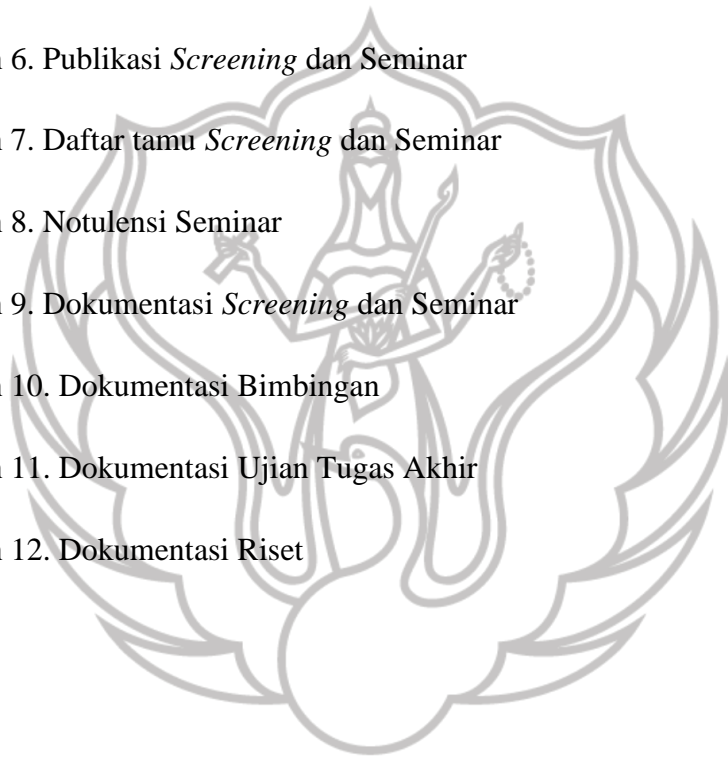 n 6. Publikasi Screening dan Seminar
n 7. Daftar tamu Screening dan Seminar
n 8. Notulensi Seminar
n 9. Dokumentasi Screening dan Seminar
n 10. Dokumentasi Bimbingan
n 11. Dokumentasi Ujian Tugas Akhir
n 12. Dokumentasi Riset